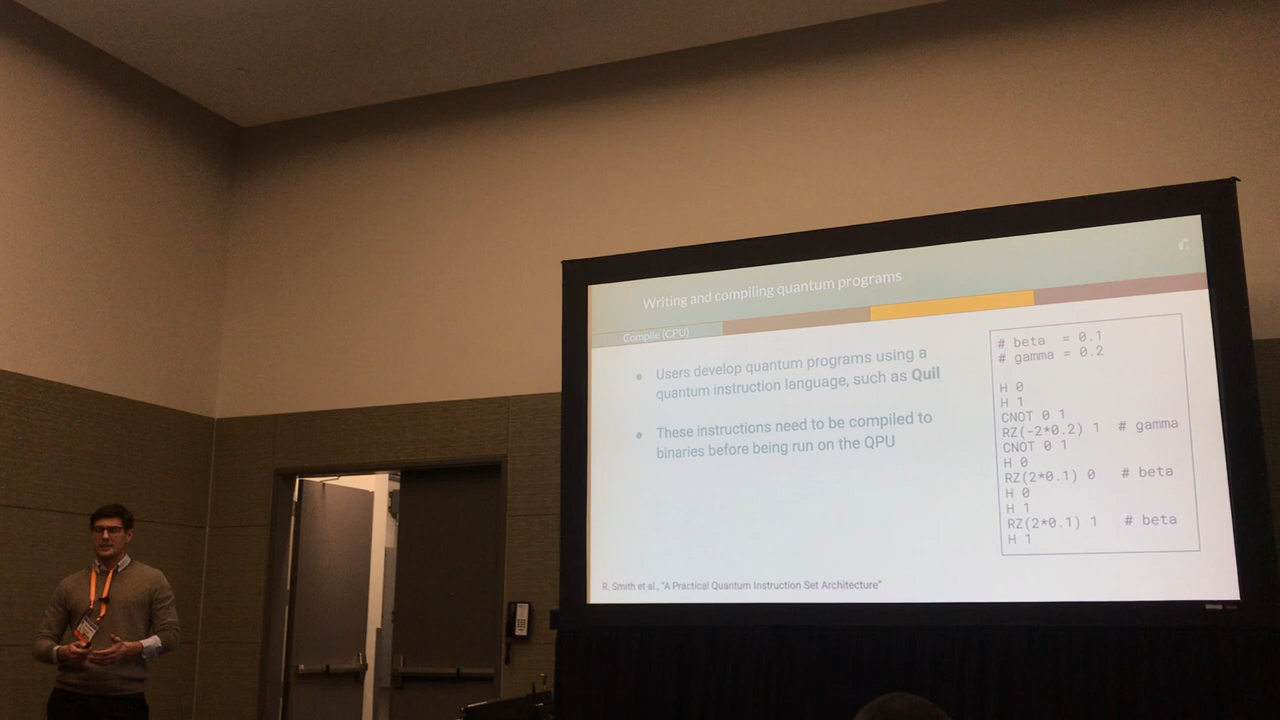 Writing and compiling quantum programs
Compile (CPU)
● Users develop quantum programs using a
quantum instruction language, such as Quil
● These instructions need to be compiled to
binaries before being run on the QPU
# beta = 0.1
# gamma = 0.2
H 0
H 1
CNOT 0 1
RZ(-2*0.2) 1 # gamma
CNOT 0 1
H 0
RZ(2*0.1) 0 # beta
H 0
H 1
RZ(2*0.1) 1 # beta
H 1
R. Smith et al., "A Practical Quantum Instruction Set Architecture"